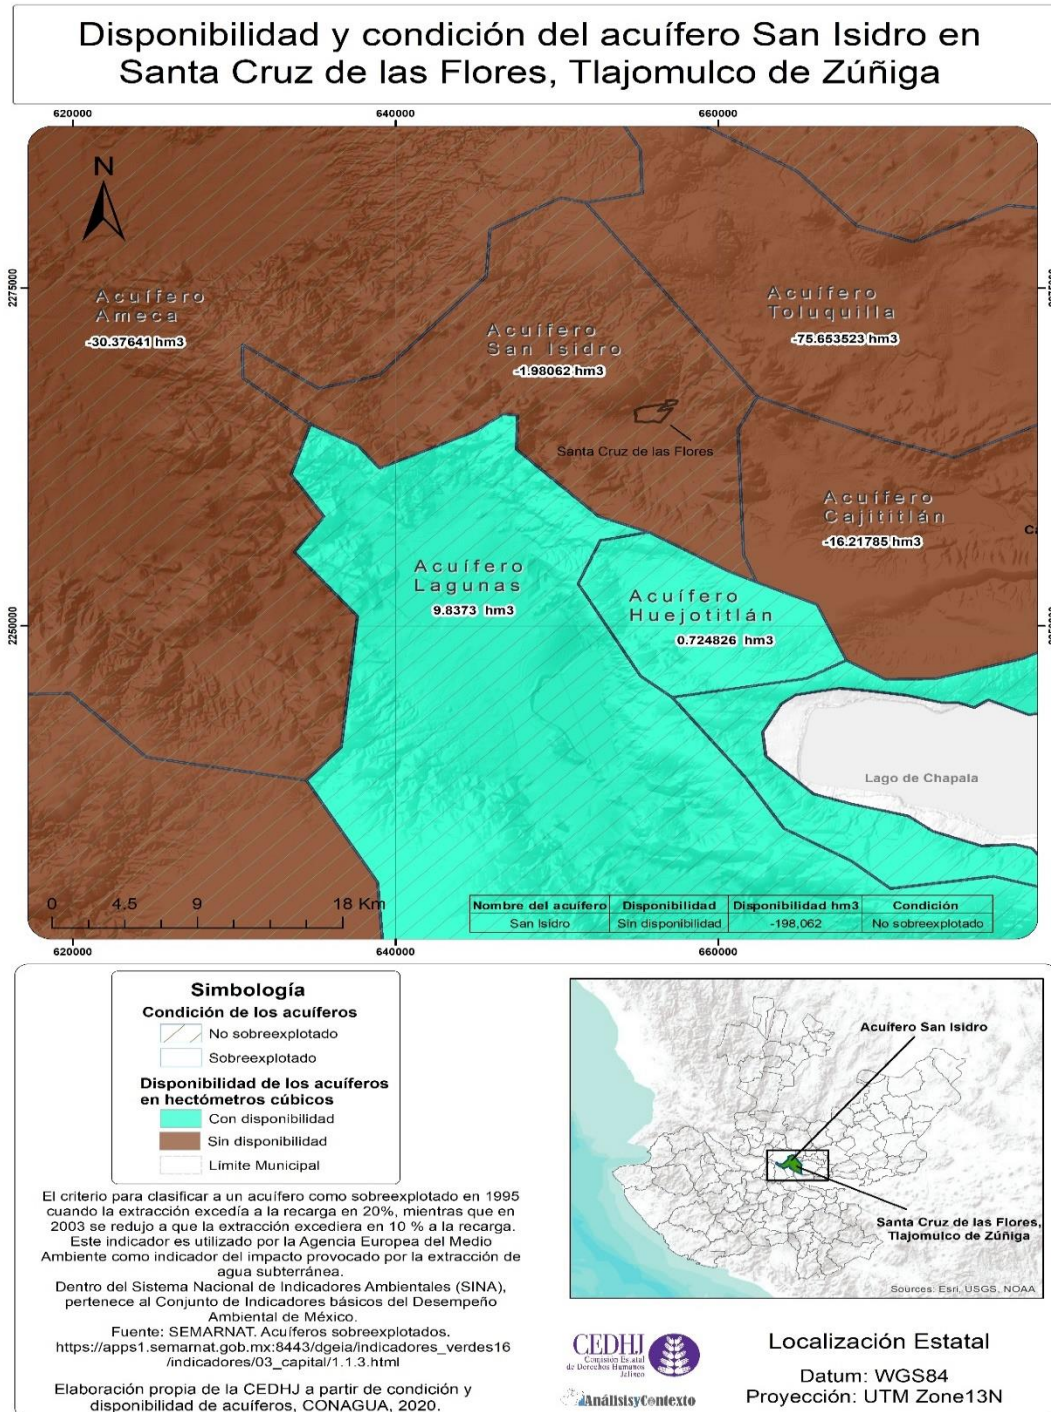 Disponibilidad y condición del acuífero San Isidro en
Santa Cruz de las Flores, Tlajomulco de Zúñiga
620000
640000
660000
N
2275000
Acuífero
Ameca
-30.37641 hm3
Acuífero
San Isidro
-1.98062 hm3
Acuífero
Toluquilla
-75.653523 hm3
Santa Cruz de las Flores
Acuífero
Cajititlán
-16.21785 hm3
2250000
Acuífero
Lagunas
9.8373 hm3
Acuífero
Huejotitlán
0.724826 hm3
Lago de Chapala
0 4.5 9 18 Km
Nombre del acuífero Disponibilidad Disponibilidad hm3 Condición
San Isidro Sin disponibilidad -198,062 No sobreexplotado
620000
640000
660000
Simbología
Condición de los acuíferos
No sobreexplotado
Sobreexplotado
Disponibilidad de los acuíferos
en hectómetros cúbicos
Con disponibilidad
Sin disponibilidad
Límite Municipal
El criterio para clasificar a un acuífero como sobreexplotado en 1995
cuando la extracción excedía a la recarga en 20%, mientras que en
2003 se redujo a que la extracción excediera en 10 % a la recarga.
Este indicador es utilizado por la Agencia Europea del Medio
Ambiente como indicador del impacto provocado por la extracción de
agua subterránea.
Dentro del Sistema Nacional de Indicadores Ambientales (SINA),
pertenece al Conjunto de Indicadores básicos del Desempeño
Ambiental de México.
Fuente: SEMARNAT. Acuíferos sobreexplotados.
https://apps1.semarnat.gob.mx:8443/dgeia/indicadores_verdes16
/indicadores/03_capital/1.1.3.html
Elaboración propia de la CEDHJ a partir de condición y
disponibilidad de acuíferos, CONAGUA, 2020.
Acuífero San Isidro
Santa Cruz de las Flores,
Tlajomulco de Zúñiga
Sources: Esri, USGS, NOAA
CEDHJ
Comisión Estatal
de Derechos Humanos
Jalisco
AnálisisyContexto
Localización Estatal
Datum: WGS84
Proyección: UTM Zone13N